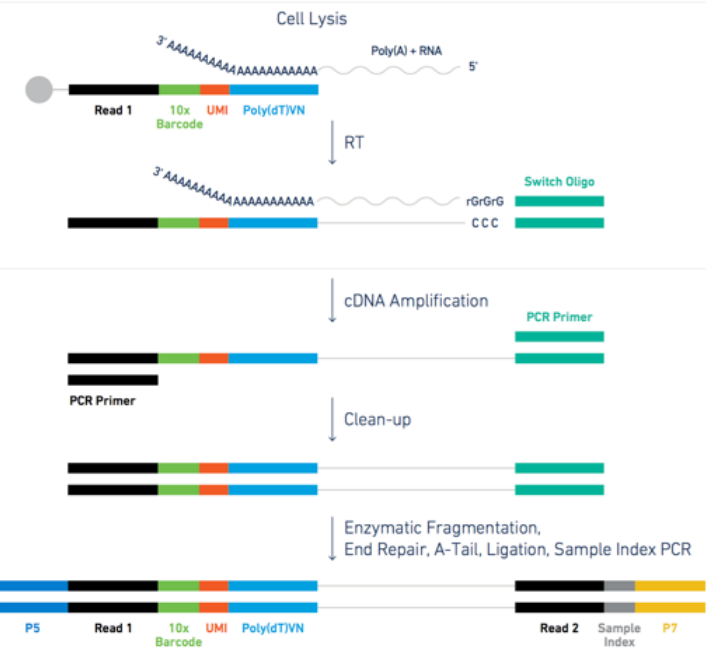 Cell Lysis
3' AAAAAAAAAAAAAAAAAAAA
Poly(A) + RNA
5'
Read 1
10x
Barcode
UMI
Poly(dT)VN
RT
3' AAAAAAAAAAAAAAAAAAAA
rGrGrG
Switch Oligo
CCC
cDNA Amplification
PCR Primer
PCR Primer
Clean-up
Enzymatic Fragmentation,
End Repair, A-Tail, Ligation, Sample Index PCR
P5
Read 1
10x
Barcode
UMI
Poly(dT)VN
Read 2
Sample
Index
P7